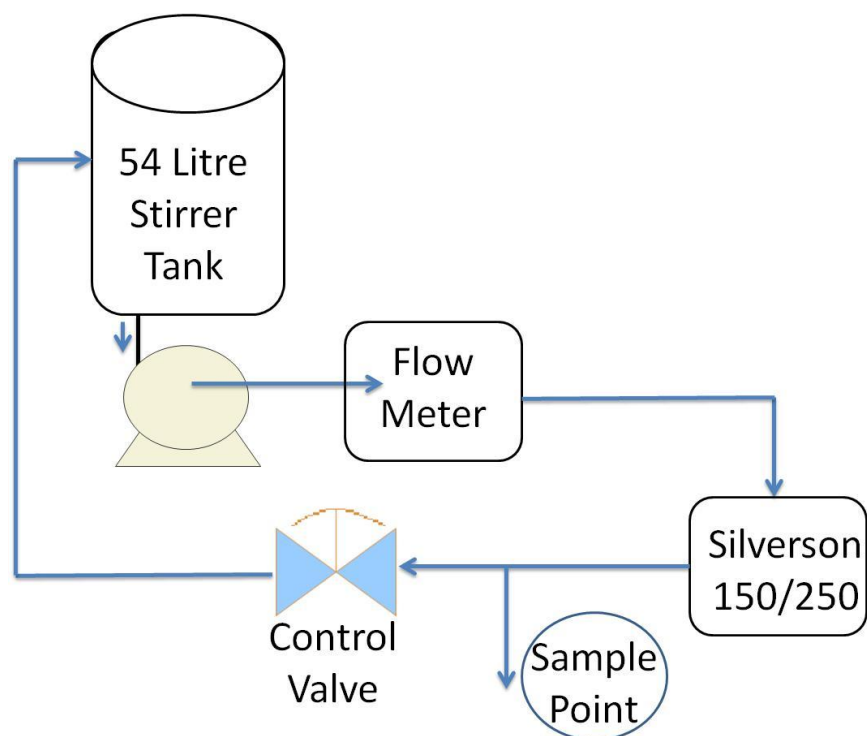 54 Litre
Stirrer
Tank
Flow
Meter
Silverson
150/250
Control
Valve
Sample
Point